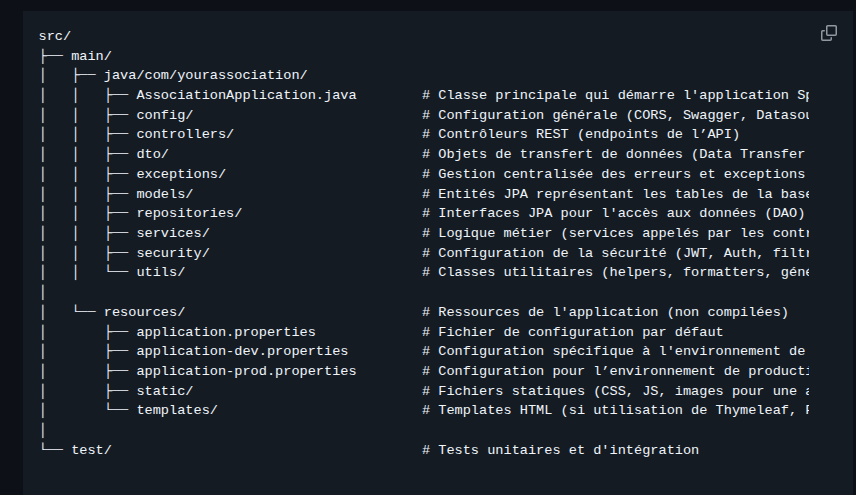 src/
├── main/
│   ├── java/com/yourassociation/
│   │   ├── AssociationApplication.java        # Classe principale qui démarre l'application Sp
│   │   ├── config/                            # Configuration générale (CORS, Swagger, Datasou
│   │   ├── controllers/                       # Contrôleurs REST (endpoints de l’API)
│   │   ├── dto/                               # Objets de transfert de données (Data Transfer
│   │   ├── exceptions/                        # Gestion centralisée des erreurs et exceptions
│   │   ├── models/                            # Entités JPA représentant les tables de la base
│   │   ├── repositories/                      # Interfaces JPA pour l'accès aux données (DAO)
│   │   ├── services/                          # Logique métier (services appelés par les contr
│   │   ├── security/                          # Configuration de la sécurité (JWT, Auth, filtr
│   │   └── utils/                             # Classes utilitaires (helpers, formatters, géné
│
│   └── resources/                             # Ressources de l'application (non compilées)
│       ├── application.properties             # Fichier de configuration par défaut
│       ├── application-dev.properties         # Configuration spécifique à l'environnement de
│       ├── application-prod.properties        # Configuration pour l’environnement de producti
│       ├── static/                            # Fichiers statiques (CSS, JS, images pour une a
│       └── templates/                         # Templates HTML (si utilisation de Thymeleaf,
│
└── test/                                      # Tests unitaires et d'intégration